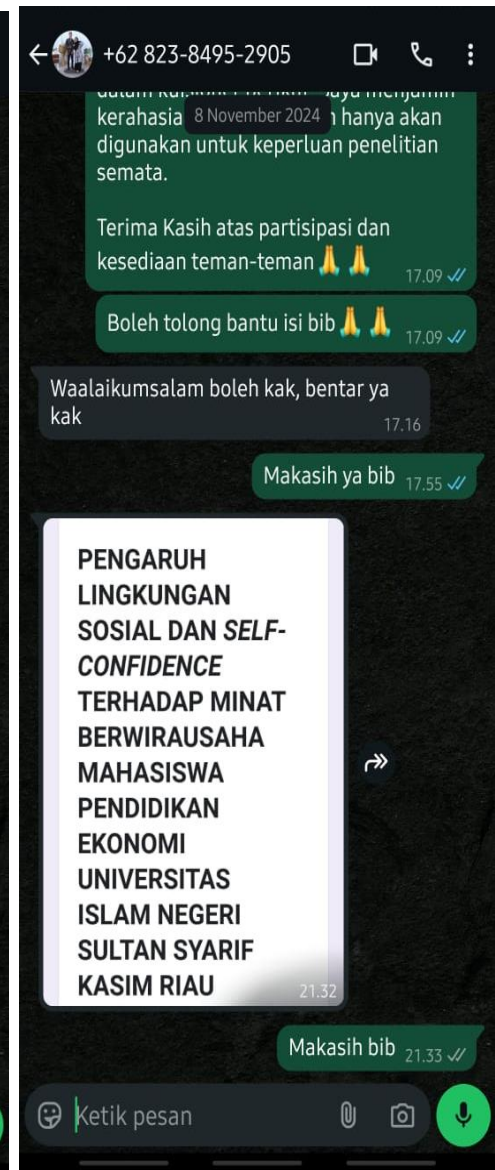 +62 823-8495-2905
8 November 2024
kerahasia n hanya akan
digunakan untuk keperluan penelitian
semata.
Terima Kasih atas partisipasi dan
kesediaan teman-teman 🙏 🙏
17.09
Boleh tolong bantu isi bib 🙏 🙏
17.09
Waalaikumsalam boleh kak, bentar ya
kak
17.16
Makasih ya bib 17.55
PENGARUH
LINGKUNGAN
SOSIAL DAN SELF-
CONFIDENCE
TERHADAP MINAT
BERWIRAUSAHA
MAHASISWA
PENDIDIKAN
EKONOMI
UNIVERSITAS
ISLAM NEGERI
SULTAN SYARIF
KASIM RIAU
21.32
Makasih bib 21.33
Ketik pesan